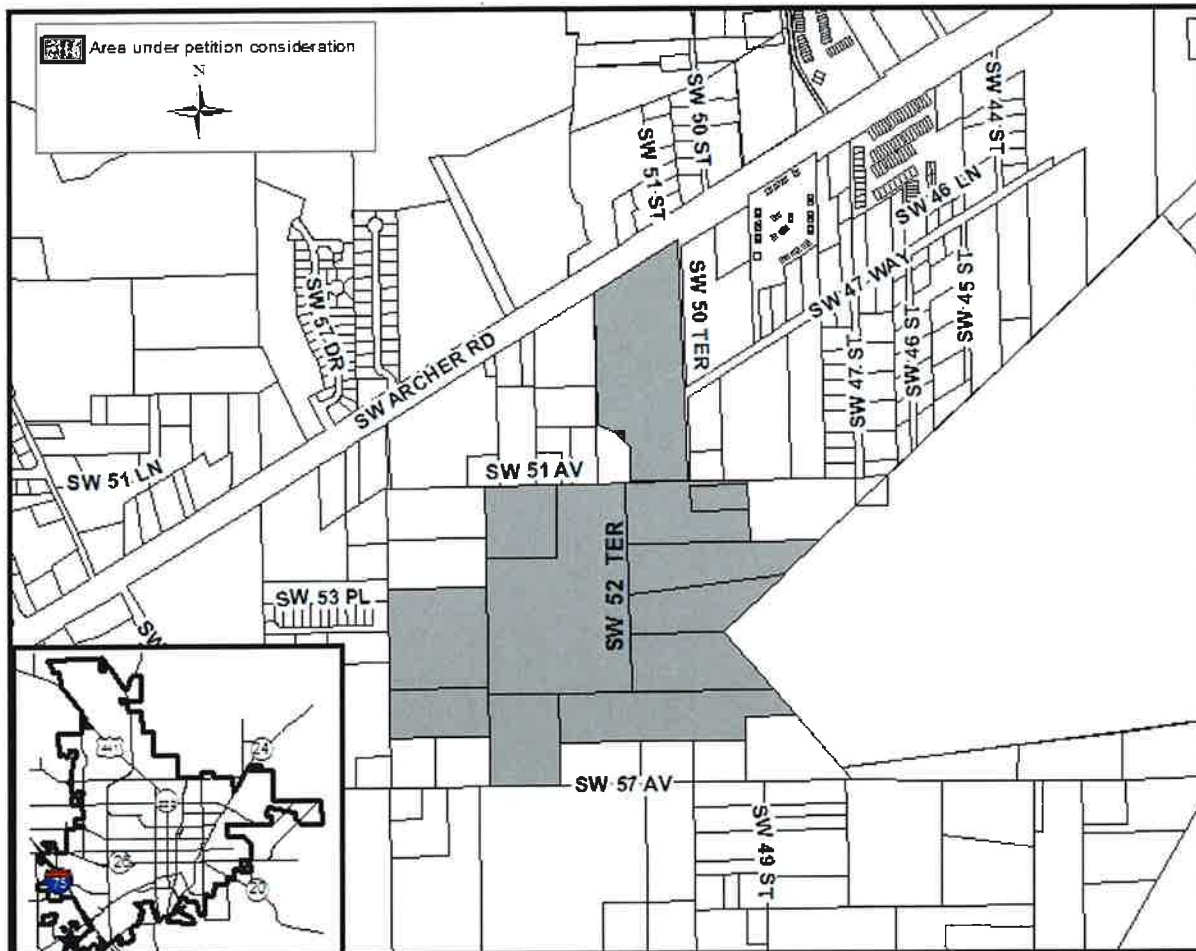 Area under petition consideration
N
SW 50 ST
SW 51 ST
SW 44 ST
SW 46 LN
SW 47 WAY
SW 50 TER
SW 57 DR
SW ARCHER RD
SW 47 ST
SW 46 ST
SW 45 ST
SW 51 AV
SW 51 LN
SW 52 TER
SW 53 PL
SW
SW 57 AV
SW 49 ST
441
24
26
75
20